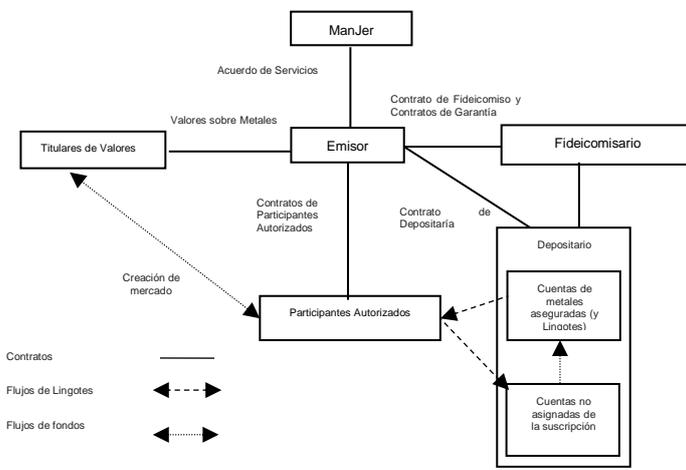 ManJer
Acuerdo de Servicios
Contrato de Fideicomiso y
Contratos de Garantía
Valores sobre Metales
Titulares de Valores
Emisor
Fideicomisario
Contratos de
Participantes
Autorizados
Contrato de
Depositaría
Depositario
Creación de
mercado
Cuentas de
metales
aseguradas (y
Lingotes)
Participantes Autorizados
Contratos
Flujos de Lingotes
Flujos de fondos
Cuentas no
asignadas de
la suscripción